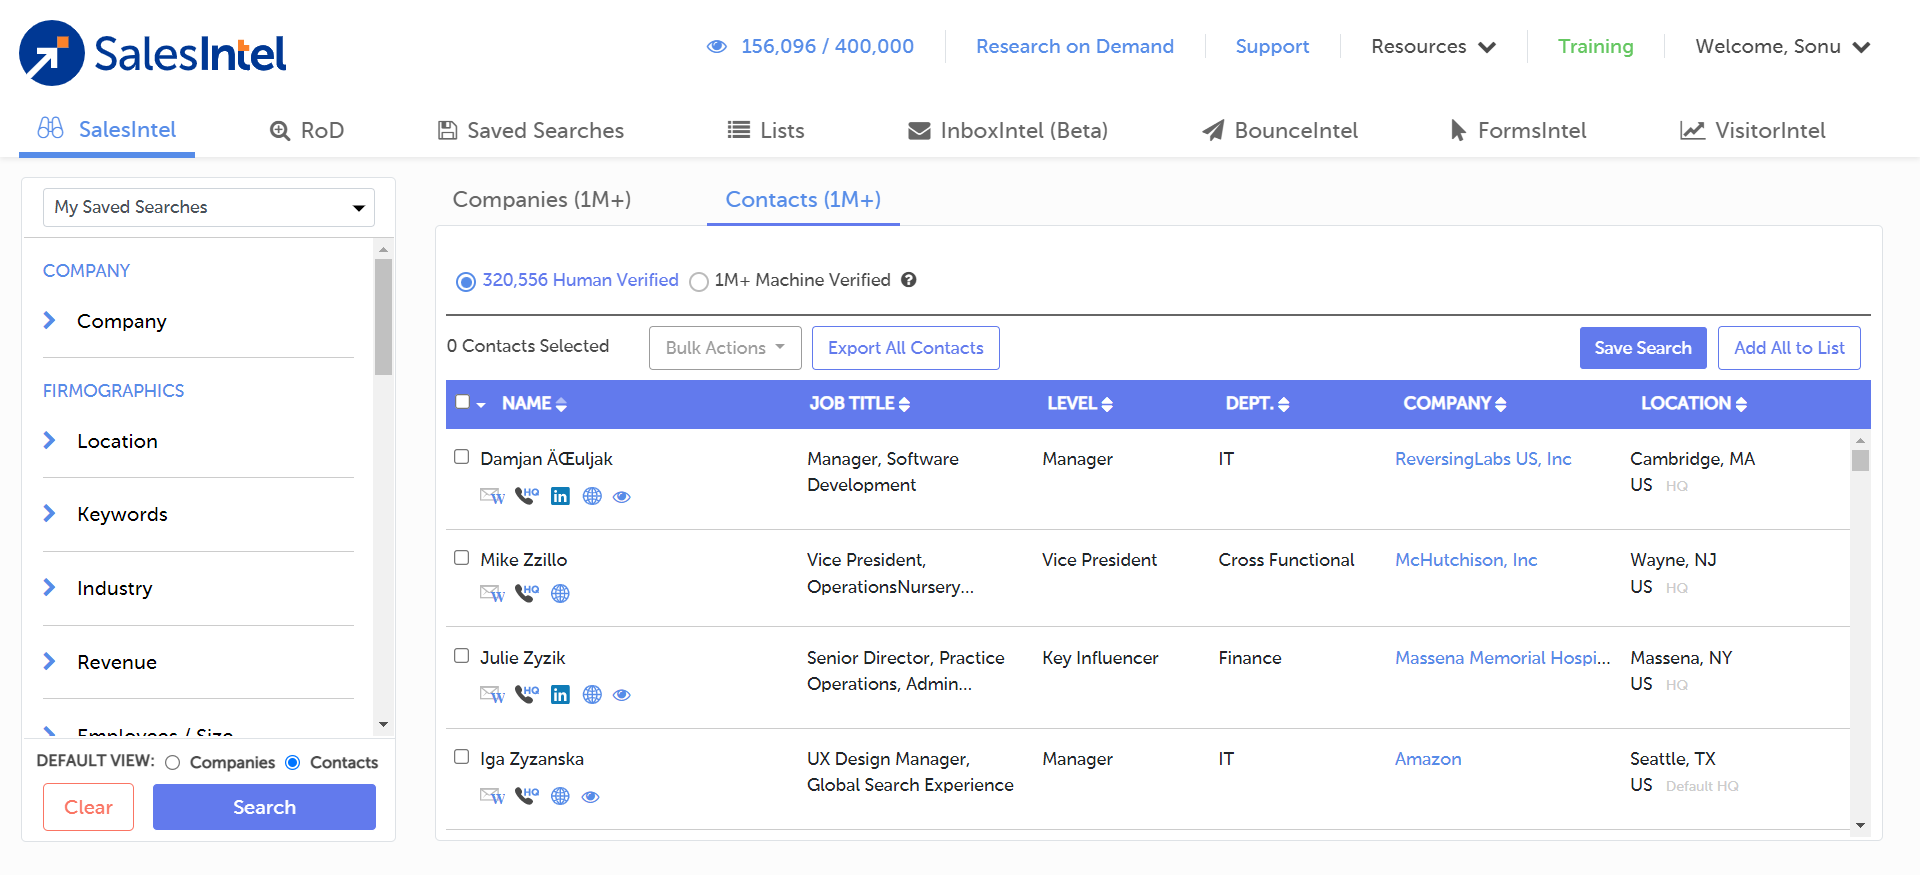 SalesIntel
156,096 / 400,000
Research on Demand
Support
Resources
Training
Welcome, Sonu
SalesIntel
RoD
Saved Searches
Lists
InboxIntel (Beta)
BounceIntel
FormsIntel
VisitorIntel
My Saved Searches
COMPANY
Company
FIRMOGRAPHICS
Location
Keywords
Industry
Revenue
Employees / Size
DEFAULT VIEW: Companies Contacts
Clear
Search
Companies (1M+)
Contacts (1M+)
320,556 Human Verified
1M+ Machine Verified ?
0 Contacts Selected
Bulk Actions
Export All Contacts
Save Search
Add All to List
NAME
JOB TITLE
LEVEL
DEPT.
COMPANY
LOCATION
Damjan ÄŒuljak
W HQ in
Manager, Software
Development
Manager
IT
ReversingLabs US, Inc
Cambridge, MA
US HQ
Mike Zzillo
W HQ
Vice President,
OperationsNursery...
Vice President
Cross Functional
McHutchison, Inc
Wayne, NJ
US HQ
Julie Zyzik
W HQ in
Senior Director, Practice
Operations, Admin...
Key Influencer
Finance
Massena Memorial Hospi...
Massena, NY
US HQ
Iga Zyzanska
W HQ
UX Design Manager,
Global Search Experience
Manager
IT
Amazon
Seattle, TX
US Default HQ